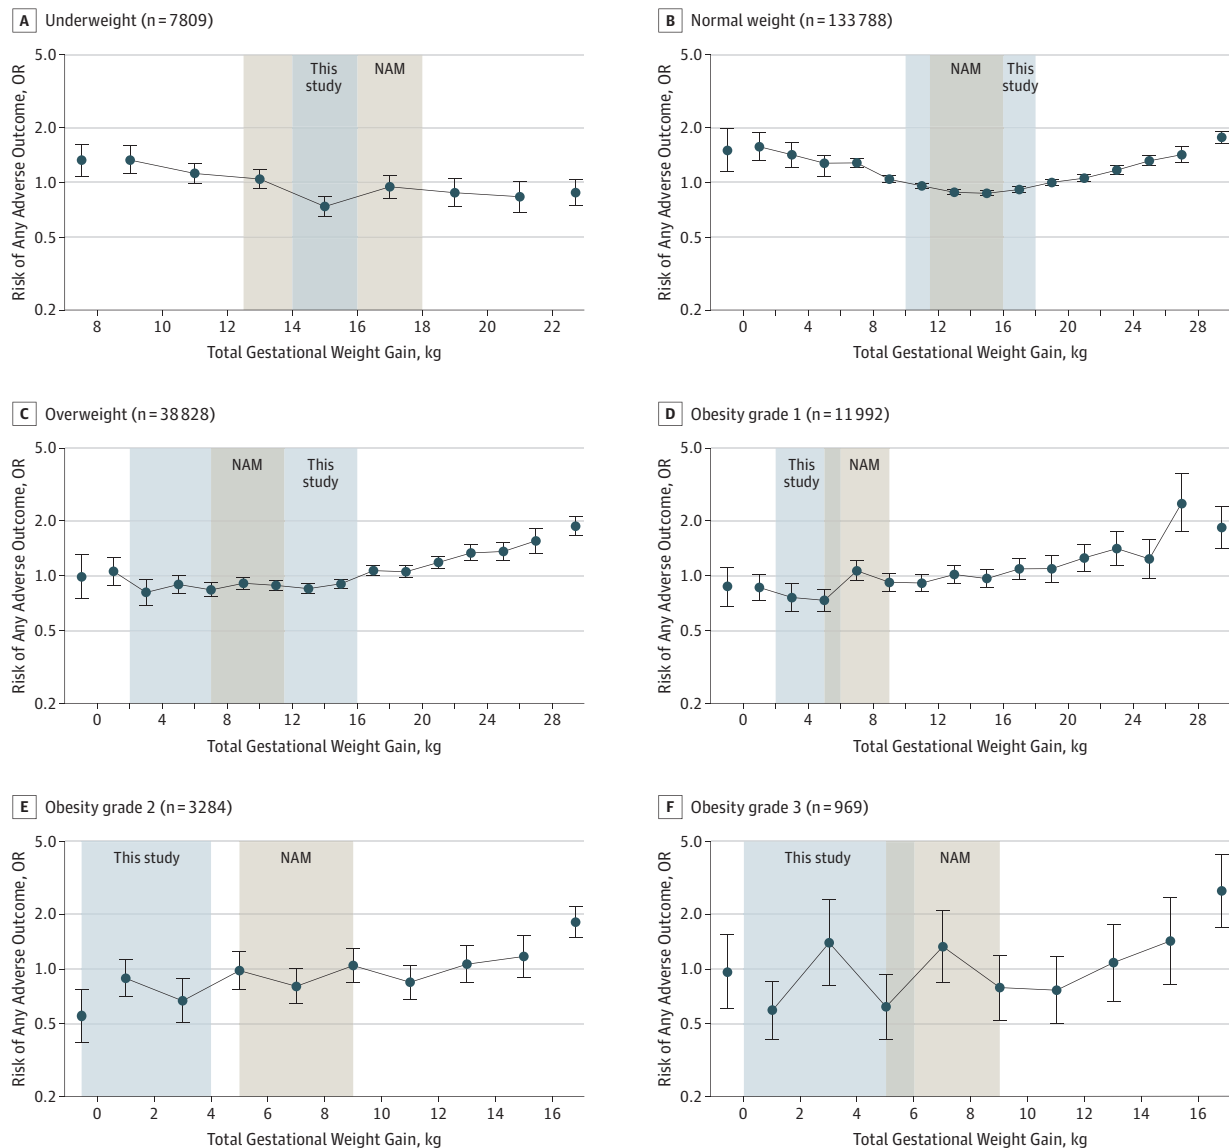 A Underweight (n = 7809)
Risk of Any Adverse Outcome, OR
5.0
2.0
1.0
0.5
0.2
This
study
NAM
8 10 12 14 16 18 20 22
Total Gestational Weight Gain, kg
B Normal weight (n = 133 788)
Risk of Any Adverse Outcome, OR
5.0
2.0
1.0
0.5
0.2
NAM
This
study
0 4 8 12 16 20 24 28
Total Gestational Weight Gain, kg
C Overweight (n = 38 828)
Risk of Any Adverse Outcome, OR
5.0
2.0
1.0
0.5
0.2
NAM
This
study
0 4 8 12 16 20 24 28
Total Gestational Weight Gain, kg
D Obesity grade 1 (n = 11 992)
Risk of Any Adverse Outcome, OR
5.0
2.0
1.0
0.5
0.2
This
study
NAM
0 4 8 12 16 20 24 28
Total Gestational Weight Gain, kg
E Obesity grade 2 (n = 3284)
Risk of Any Adverse Outcome, OR
5.0
2.0
1.0
0.5
0.2
This study
NAM
0 2 4 6 8 10 12 14 16
Total Gestational Weight Gain, kg
F Obesity grade 3 (n = 969)
Risk of Any Adverse Outcome, OR
5.0
2.0
1.0
0.5
0.2
This study
NAM
0 2 4 6 8 10 12 14 16
Total Gestational Weight Gain, kg